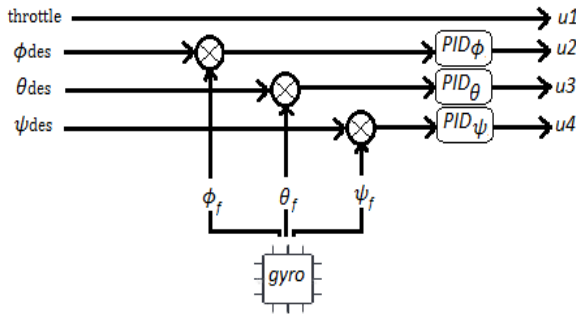 throttle u1
ϕdes PIDϕ u2
θdes PIDθ u3
ψdes PIDψ u4
ϕf θf ψf
gyro